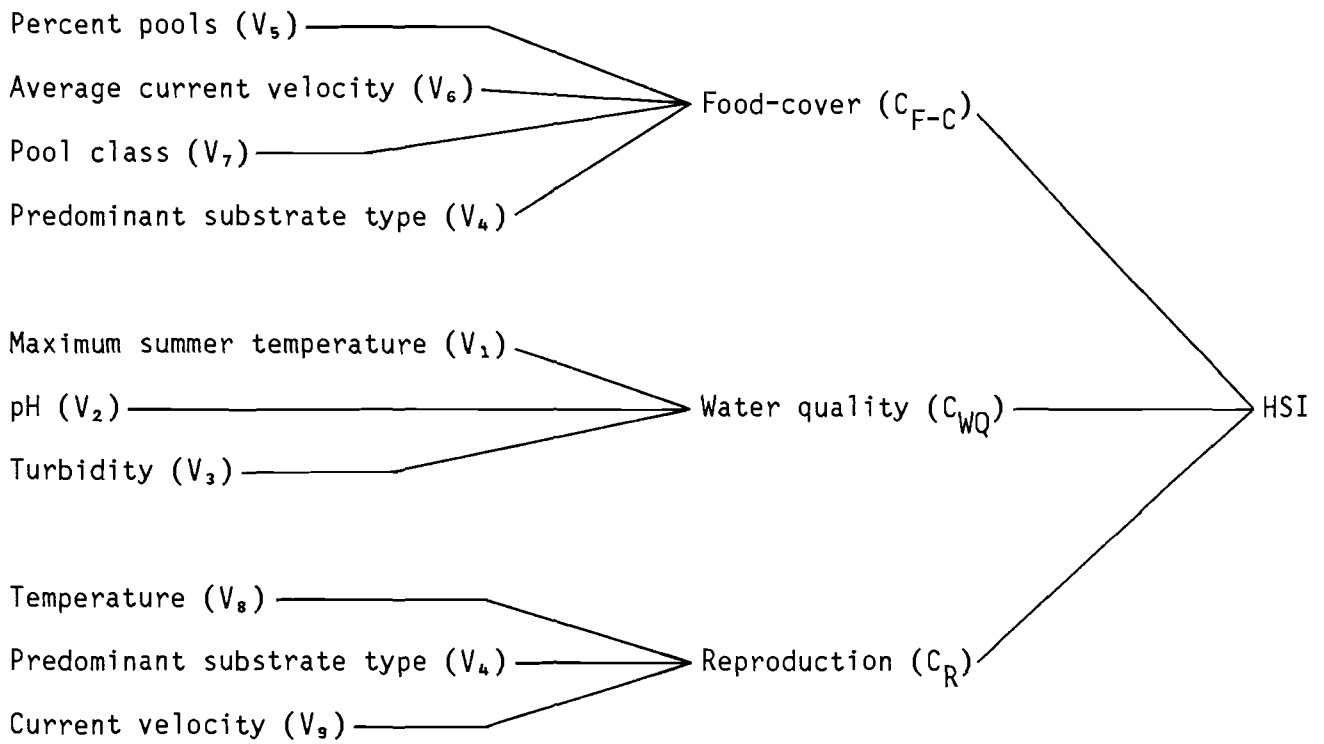 Percent pools (V₅)
Average current velocity (V₆)
Food-cover (C_F-C)
Pool class (V₇)
Predominant substrate type (V₄)
Maximum summer temperature (V₁)
pH (V₂)
Water quality (C_WQ)
HSI
Turbidity (V₃)
Temperature (V₈)
Predominant substrate type (V₄)
Reproduction (C_R)
Current velocity (V₉)